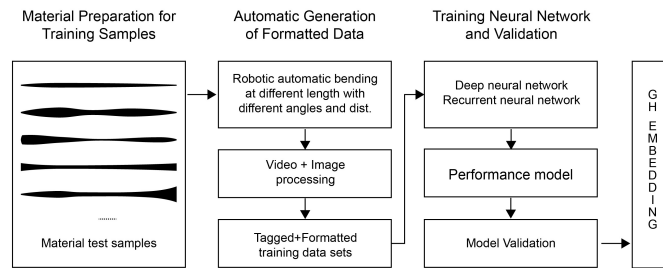 Material Preparation for
Training Samples
Material test samples
Automatic Generation
of Formatted Data
Robotic automatic bending
at different length with
different angles and dist.
Video + Image
processing
Tagged+Formatted
training data sets
Training Neural Network
and Validation
Deep neural network
Recurrent neural network
Performance model
Model Validation
GH EMBEDDING